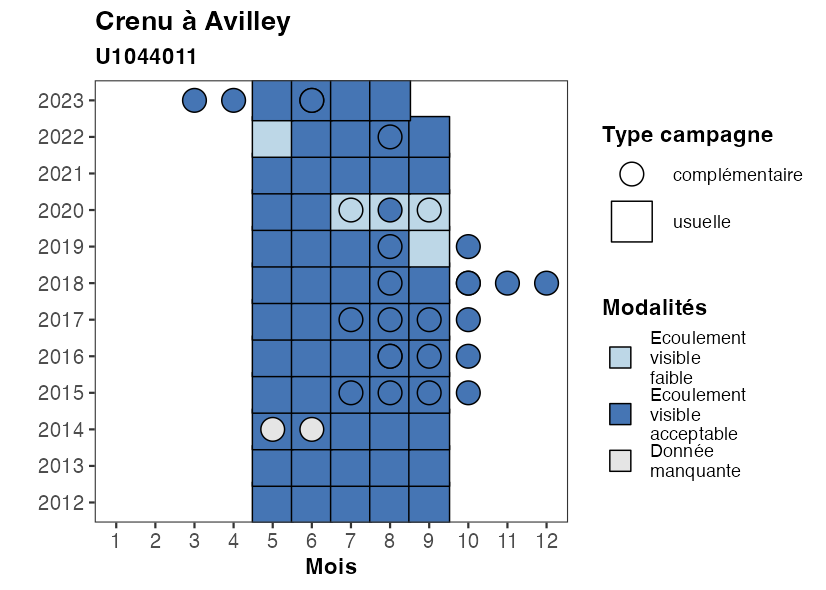 Crenu à Avilley
U1044011
2023
2022
2021
2020
2019
2018
2017
2016
2015
2014
2013
2012
1 2 3 4 5 6 7 8 9 10 11 12
Mois
Type campagne
complémentaire
usuelle
Modalités
Ecoulement
visible
faible
Ecoulement
visible
acceptable
Donnée
manquante